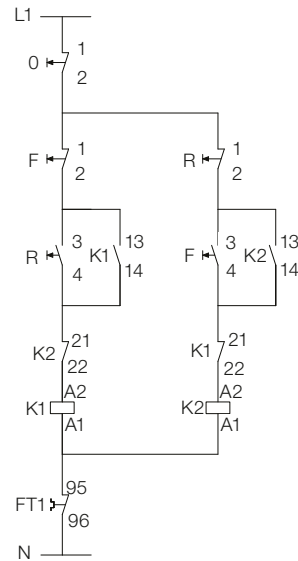 L1
1
0
2
1 1
F R
2 2
3 13 3 13
R K1 F K2
4 14 4 14
21 21
K2 K1
22 22
A2 A2
K1 K2
A1 A1
95
FT1
96
N